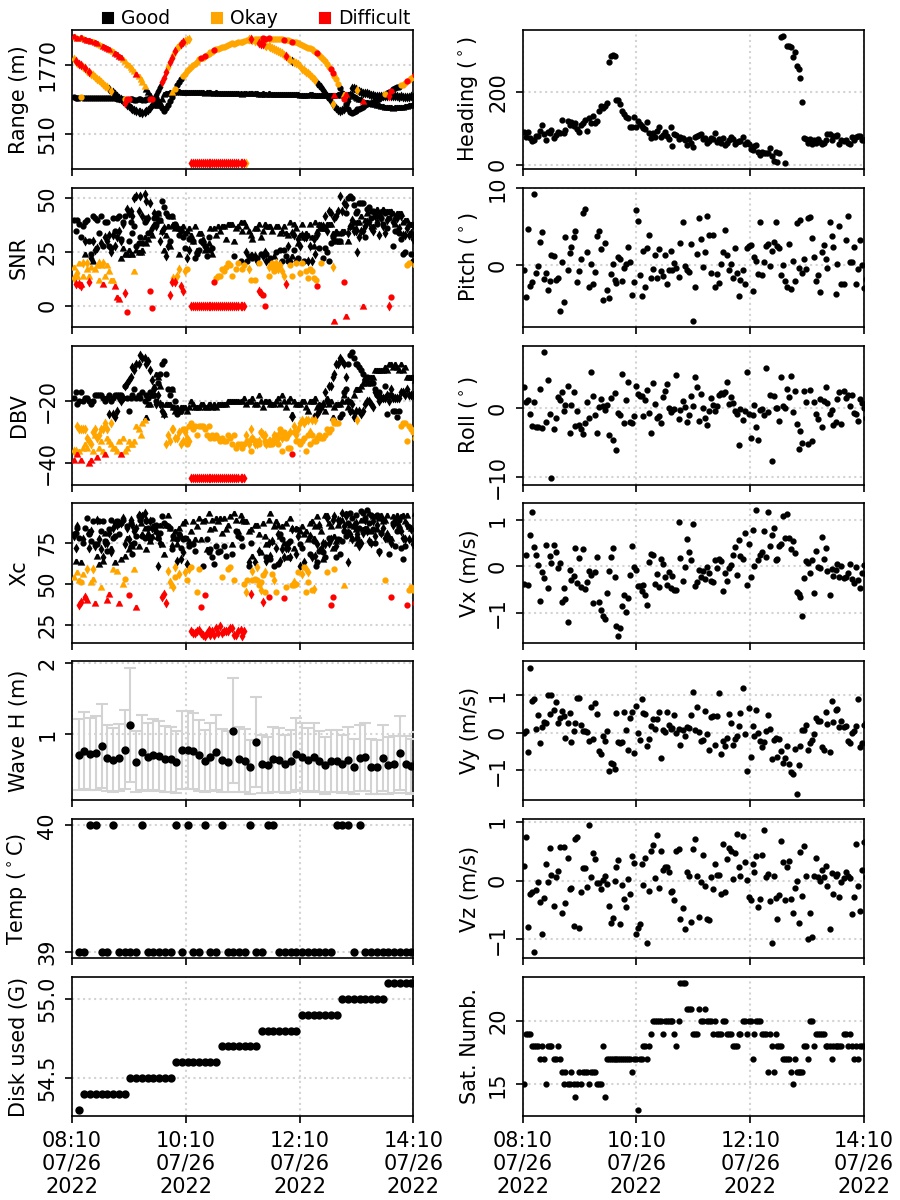 Good Okay Difficult
Range (m)
1770
510
Heading (°)
200
0
SNR
50
25
0
Pitch (°)
10
0
DBV
−20
−40
Roll (°)
0
−10
Xc
75
50
25
Vx (m/s)
1
0
−1
Wave H (m)
2
1
Vy (m/s)
1
0
−1
Temp (°C)
40
39
Vz (m/s)
1
0
−1
Disk used (G)
55.0
54.5
Sat. Numb.
20
15
08:10 10:10 12:10 14:10 08:10 10:10 12:10 14:10
07/26 07/26 07/26 07/26 07/26 07/26 07/26 07/26
2022 2022 2022 2022 2022 2022 2022 2022